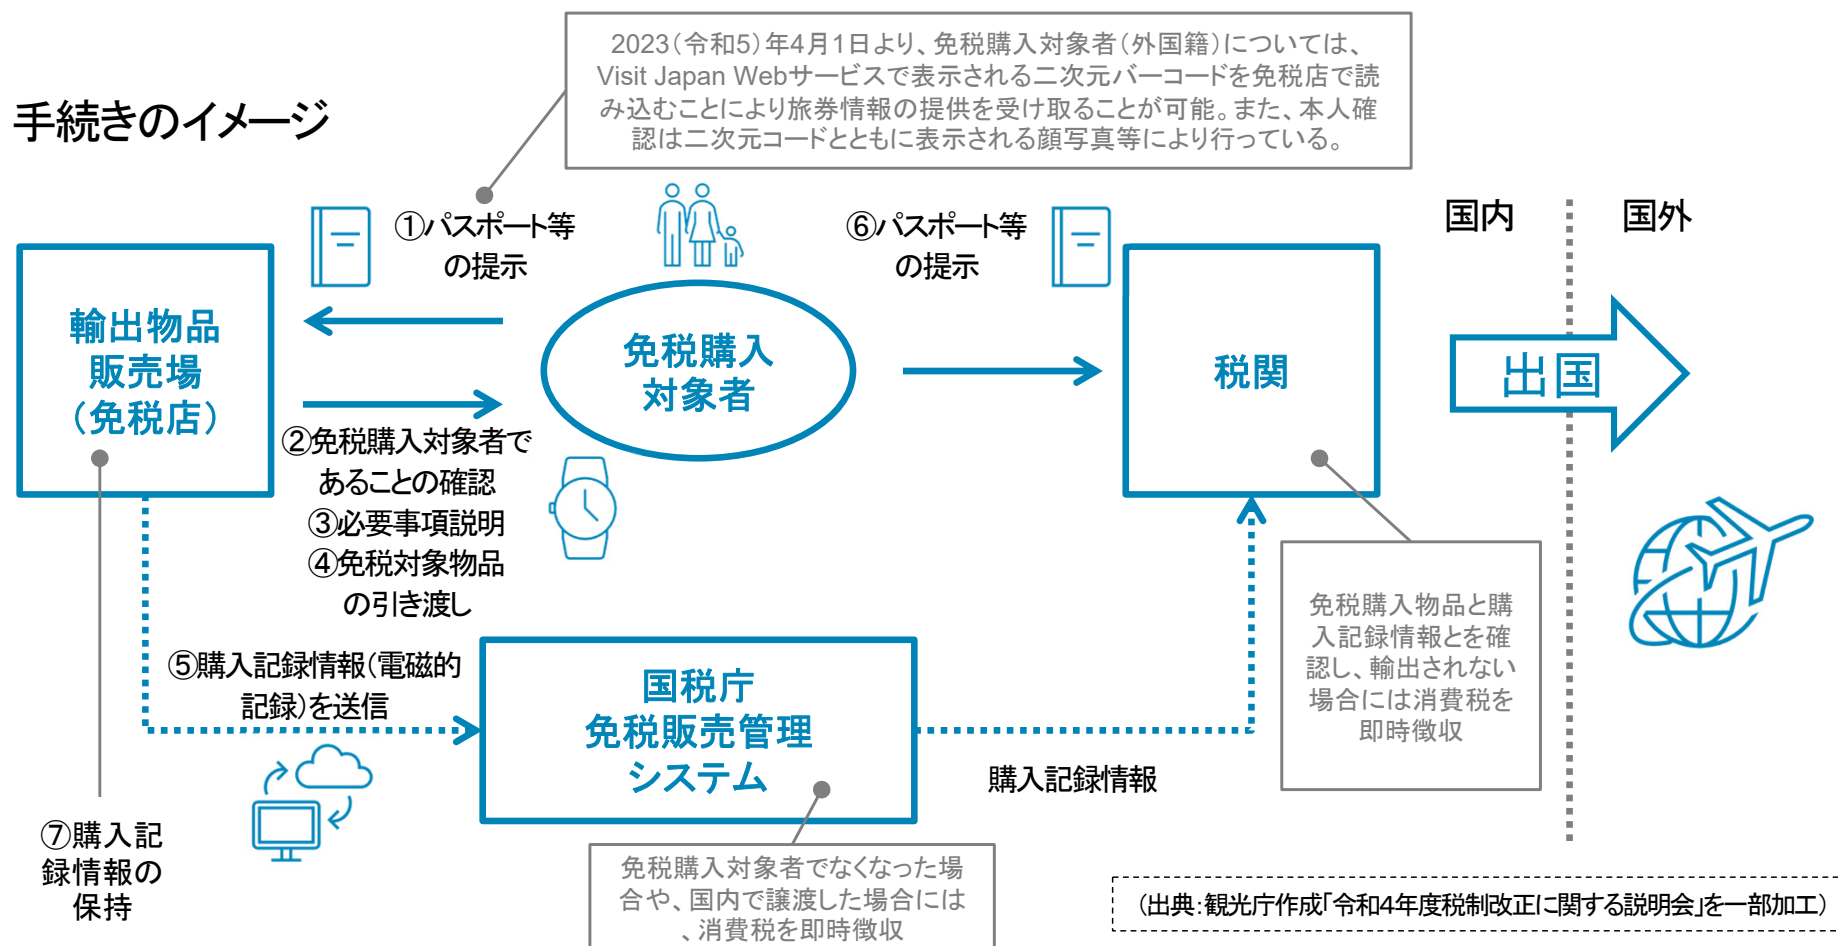 手続きのイメージ
2023（令和5）年4月1日より、免税購入対象者（外国籍）については、
Visit Japan Webサービスで表示される二次元バーコードを免税店で読
み込むことにより旅券情報の提供を受け取ることが可能。また、本人確
認は二次元コードとともに表示される顔写真等により行っている。
①パスポート等
の提示
⑥パスポート等
の提示
国内
国外
輸出物品
販売場
（免税店）
免税購入
対象者
税関
出国
②免税購入対象者で
あることの確認
③必要事項説明
④免税対象物品
の引き渡し
免税購入物品と購
入記録情報とを確
認し、輸出されない
場合には消費税を
即時徴収
⑤購入記録情報（電磁的
記録）を送信
国税庁
免税販売管理
システム
購入記録情報
⑦購入記
録情報の
保持
免税購入対象者でなくなった場
合や、国内で譲渡した場合には
、消費税を即時徴収
（出典：観光庁作成「令和4年度税制改正に関する説明会」を一部加工）